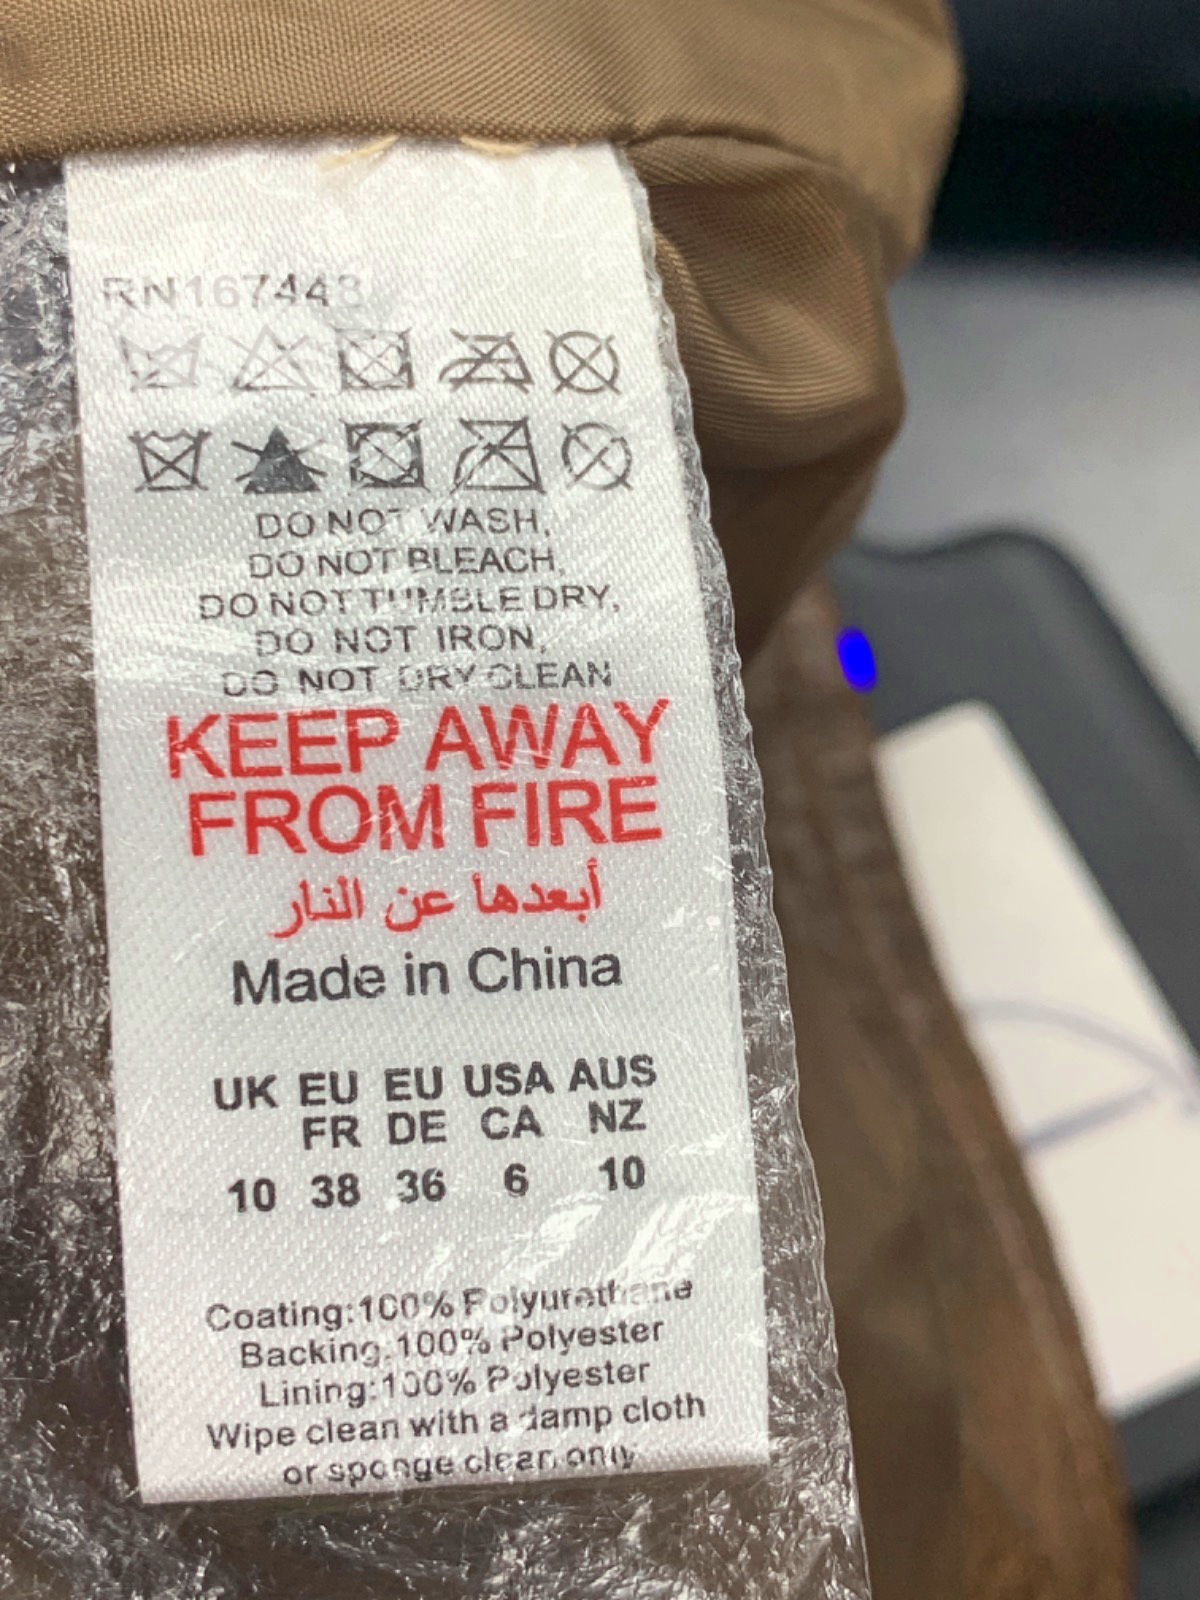 RN167443
DO NOT WASH,
DO NOT BLEACH,
DO NOT TUMBLE DRY,
DO NOT IRON,
DO NOT DRY CLEAN
KEEP AWAY
FROM FIRE
أبعدها عن النار
Made in China
UK EU EU USA AUS
FR DE CA NZ
10 38 36 6 10
Coating:100% Polyurethane
Backing:100% Polyester
Lining:100% Polyester
Wipe clean with a damp cloth
or sponge clean only